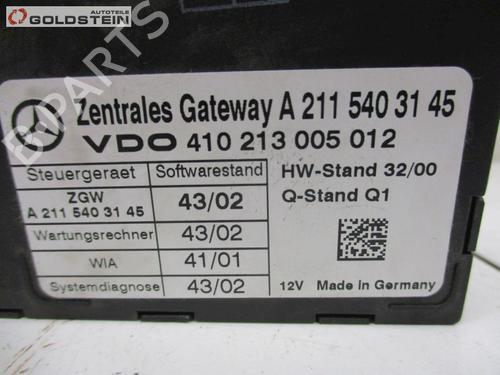 Autoteile
GOLDSTEIN
BPARTS
Zentrales Gateway A 211 540 31 45
VDO 410 213 005 012
Steuergeraet Softwarestand
ZGW
A 211 540 31 45 43/02
Wartungsrechner 43/02
WIA 41/01
Systemdiagnose 43/02
HW-Stand 32/00
Q-Stand Q1
12V Made in Germany